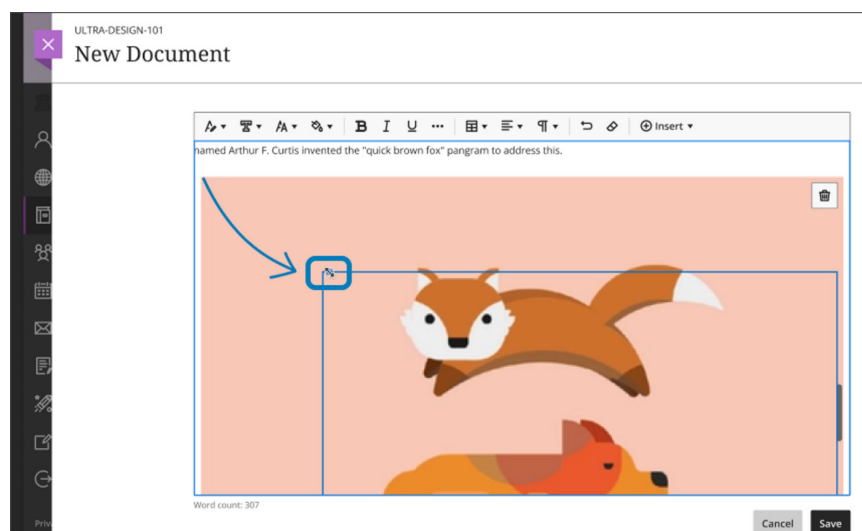 ULTRA-DESIGN-101
New Document
B I U ... Insert
named Arthur F. Curtis invented the "quick brown fox" pangram to address this.
Word count: 307
Priv
Cancel Save